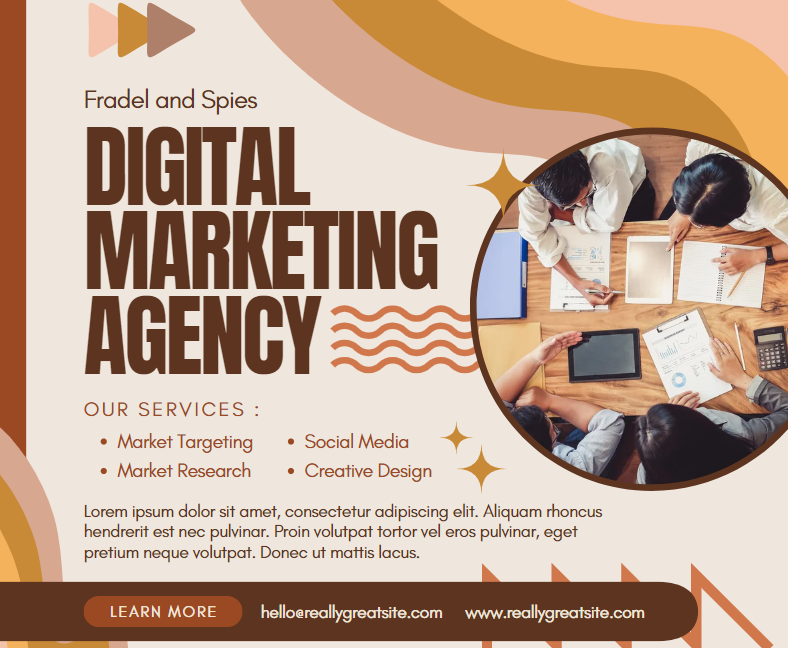 Fradel and Spies
DIGITAL
MARKETING
AGENCY
OUR SERVICES :
• Market Targeting
• Social Media
• Market Research
• Creative Design
Lorem ipsum dolor sit amet, consectetur adipiscing elit. Aliquam rhoncus
hendrerit est nec pulvinar. Proin volutpat tortor vel eros pulvinar, eget
pretium neque volutpat. Donec ut mattis lacus.
LEARN MORE
hello@reallygreatsite.com
www.reallygreatsite.com